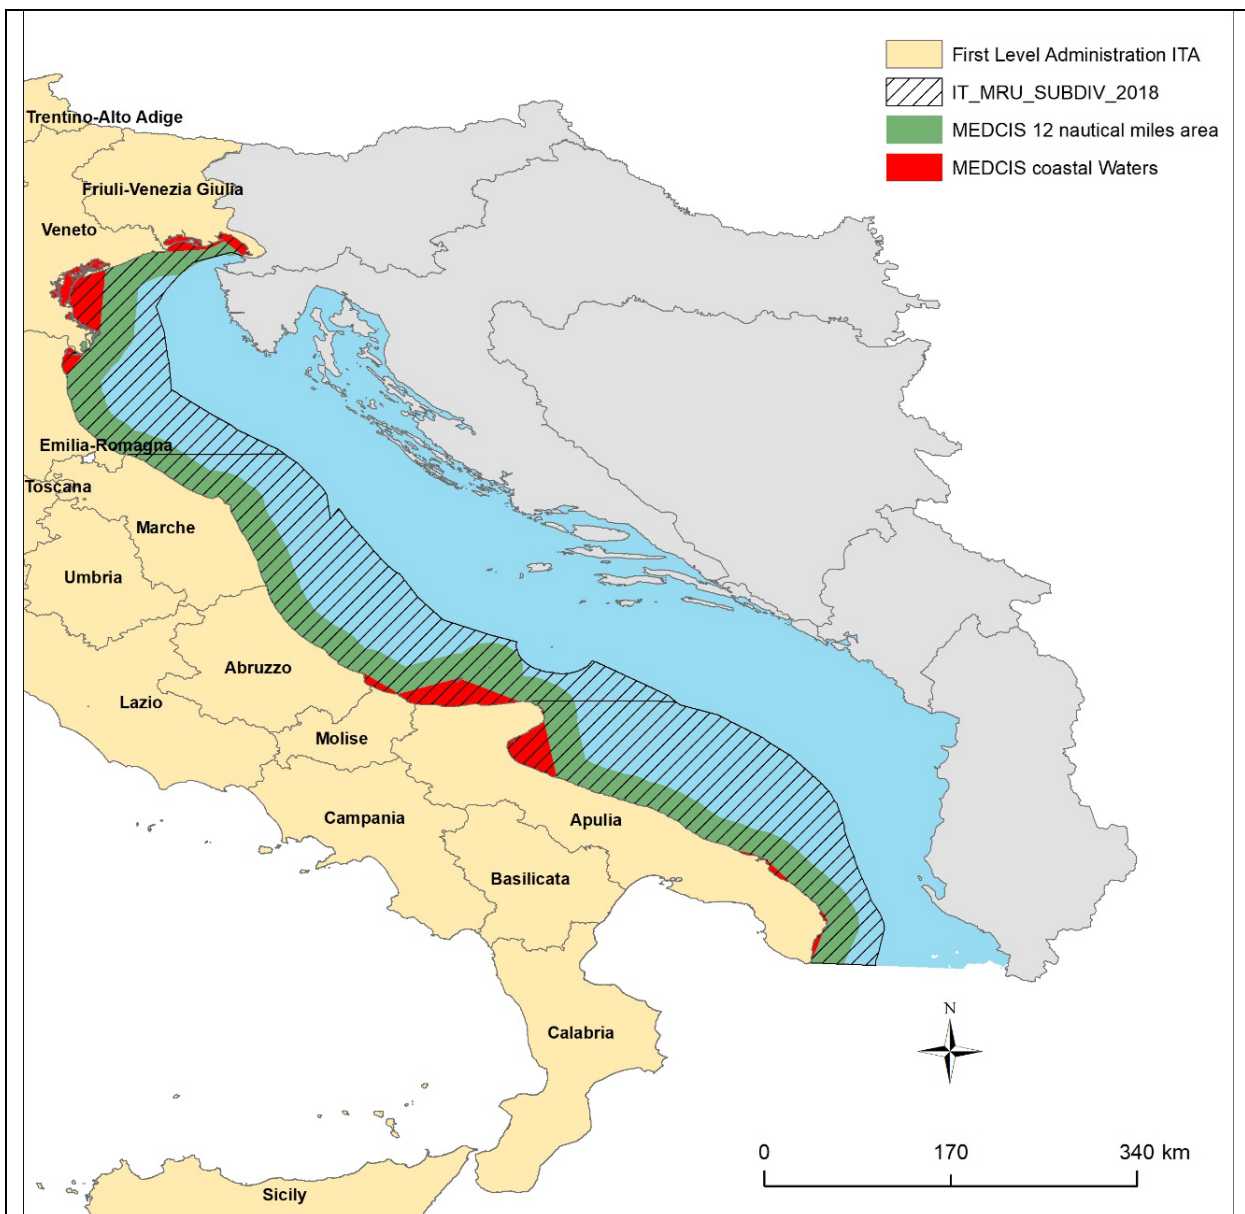 First Level Administration ITA
IT_MRU_SUBDIV_2018
MEDCIS 12 nautical miles area
MEDCIS coastal Waters
Trentino-Alto Adige
Friuli-Venezia Giulia
Veneto
Emilia-Romagna
Toscana
Marche
Umbria
Abruzzo
Lazio
Molise
Campania
Apulia
Basilicata
Calabria
Sicily
N
0 170 340 km